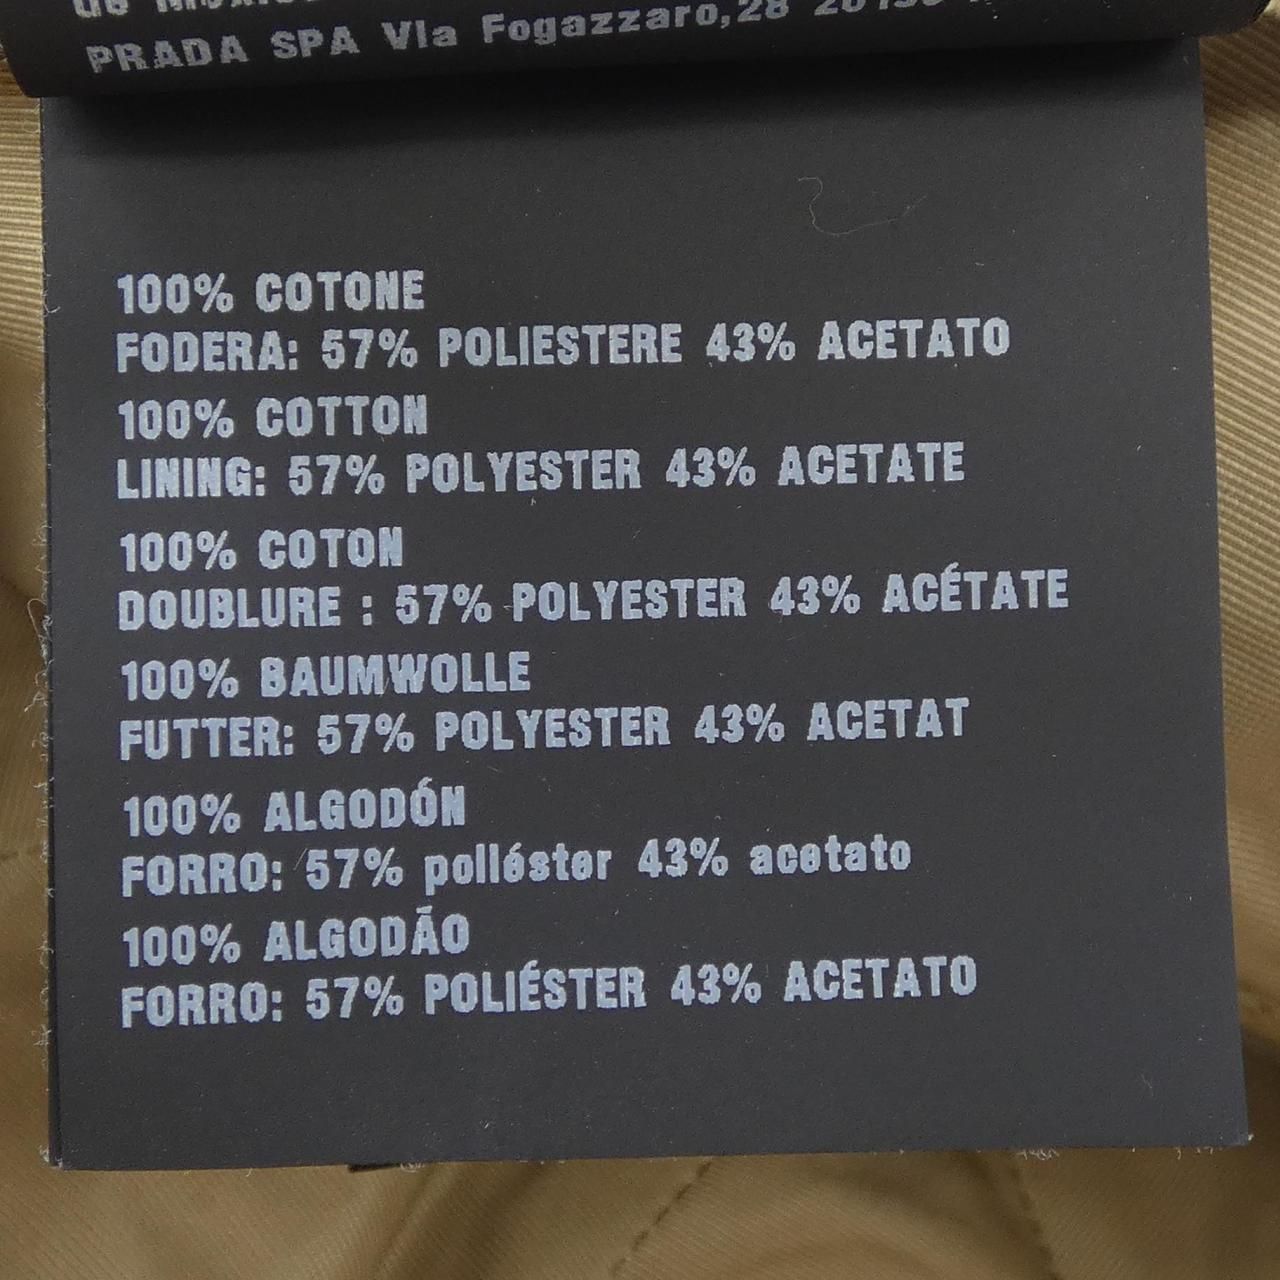 de
PRADA SPA Via Fogazzaro,28
100% COTONE
FODERA: 57% POLIESTERE 43% ACETATO
100% COTTON
LINING: 57% POLYESTER 43% ACETATE
100% COTON
DOUBLURE : 57% POLYESTER 43% ACÉTATE
100% BAUMWOLLE
FUTTER: 57% POLYESTER 43% ACETAT
100% ALGODÓN
FORRO: 57% poliéster 43% acetato
100% ALGODÃO
FORRO: 57% POLIÉSTER 43% ACETATO